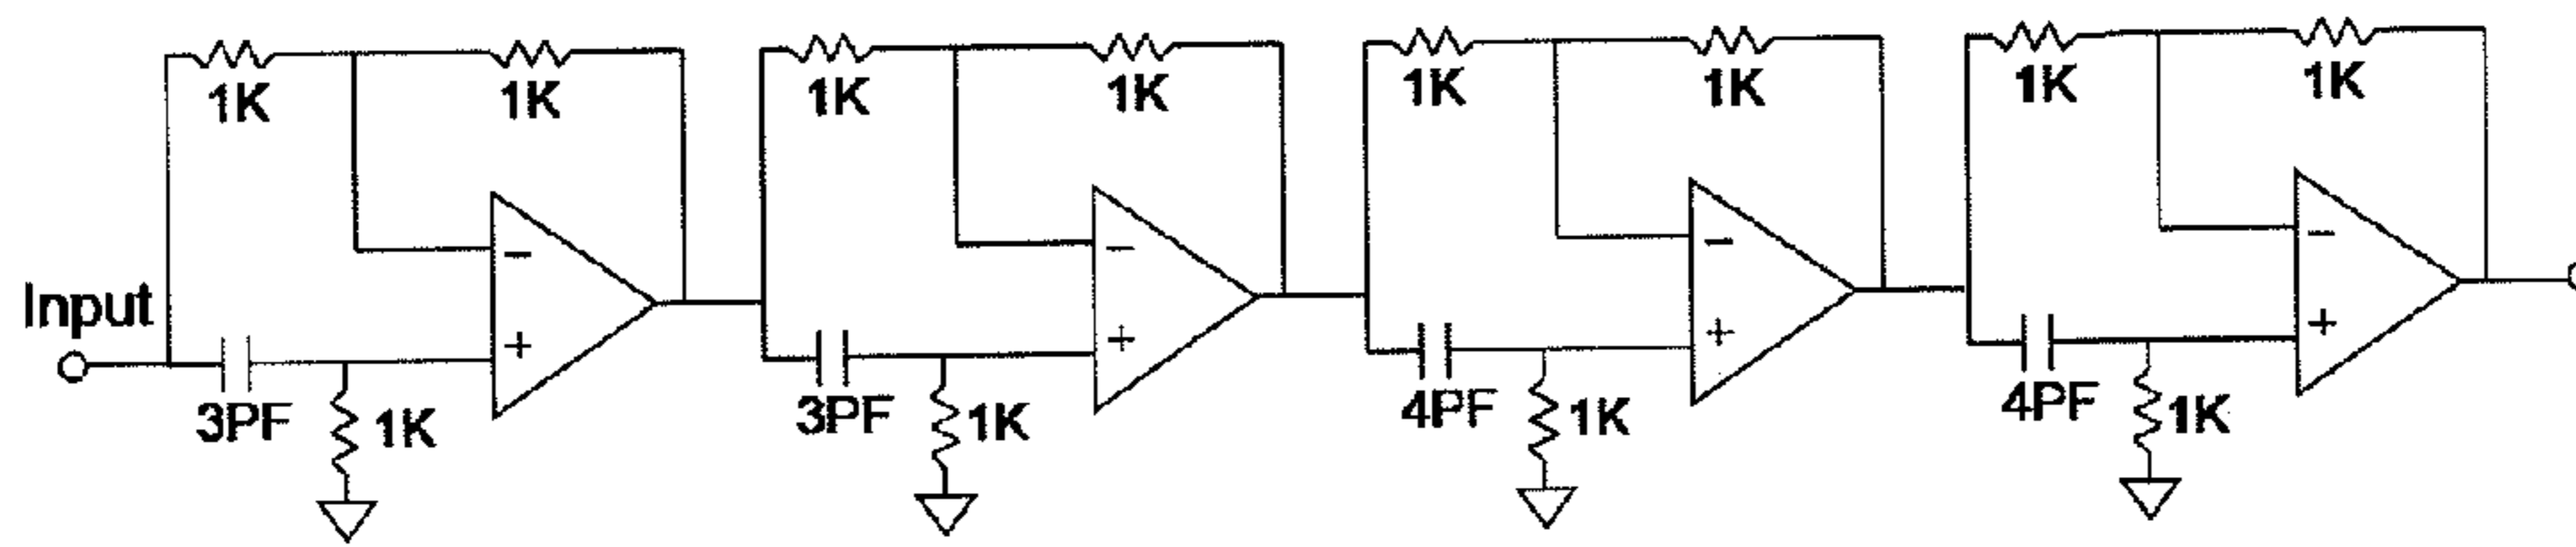 1K 1K 1K 1K 1K 1K 1K 1K
− − − −
Input
+ + + +
3PF 1K 3PF 1K 4PF 1K 4PF 1K